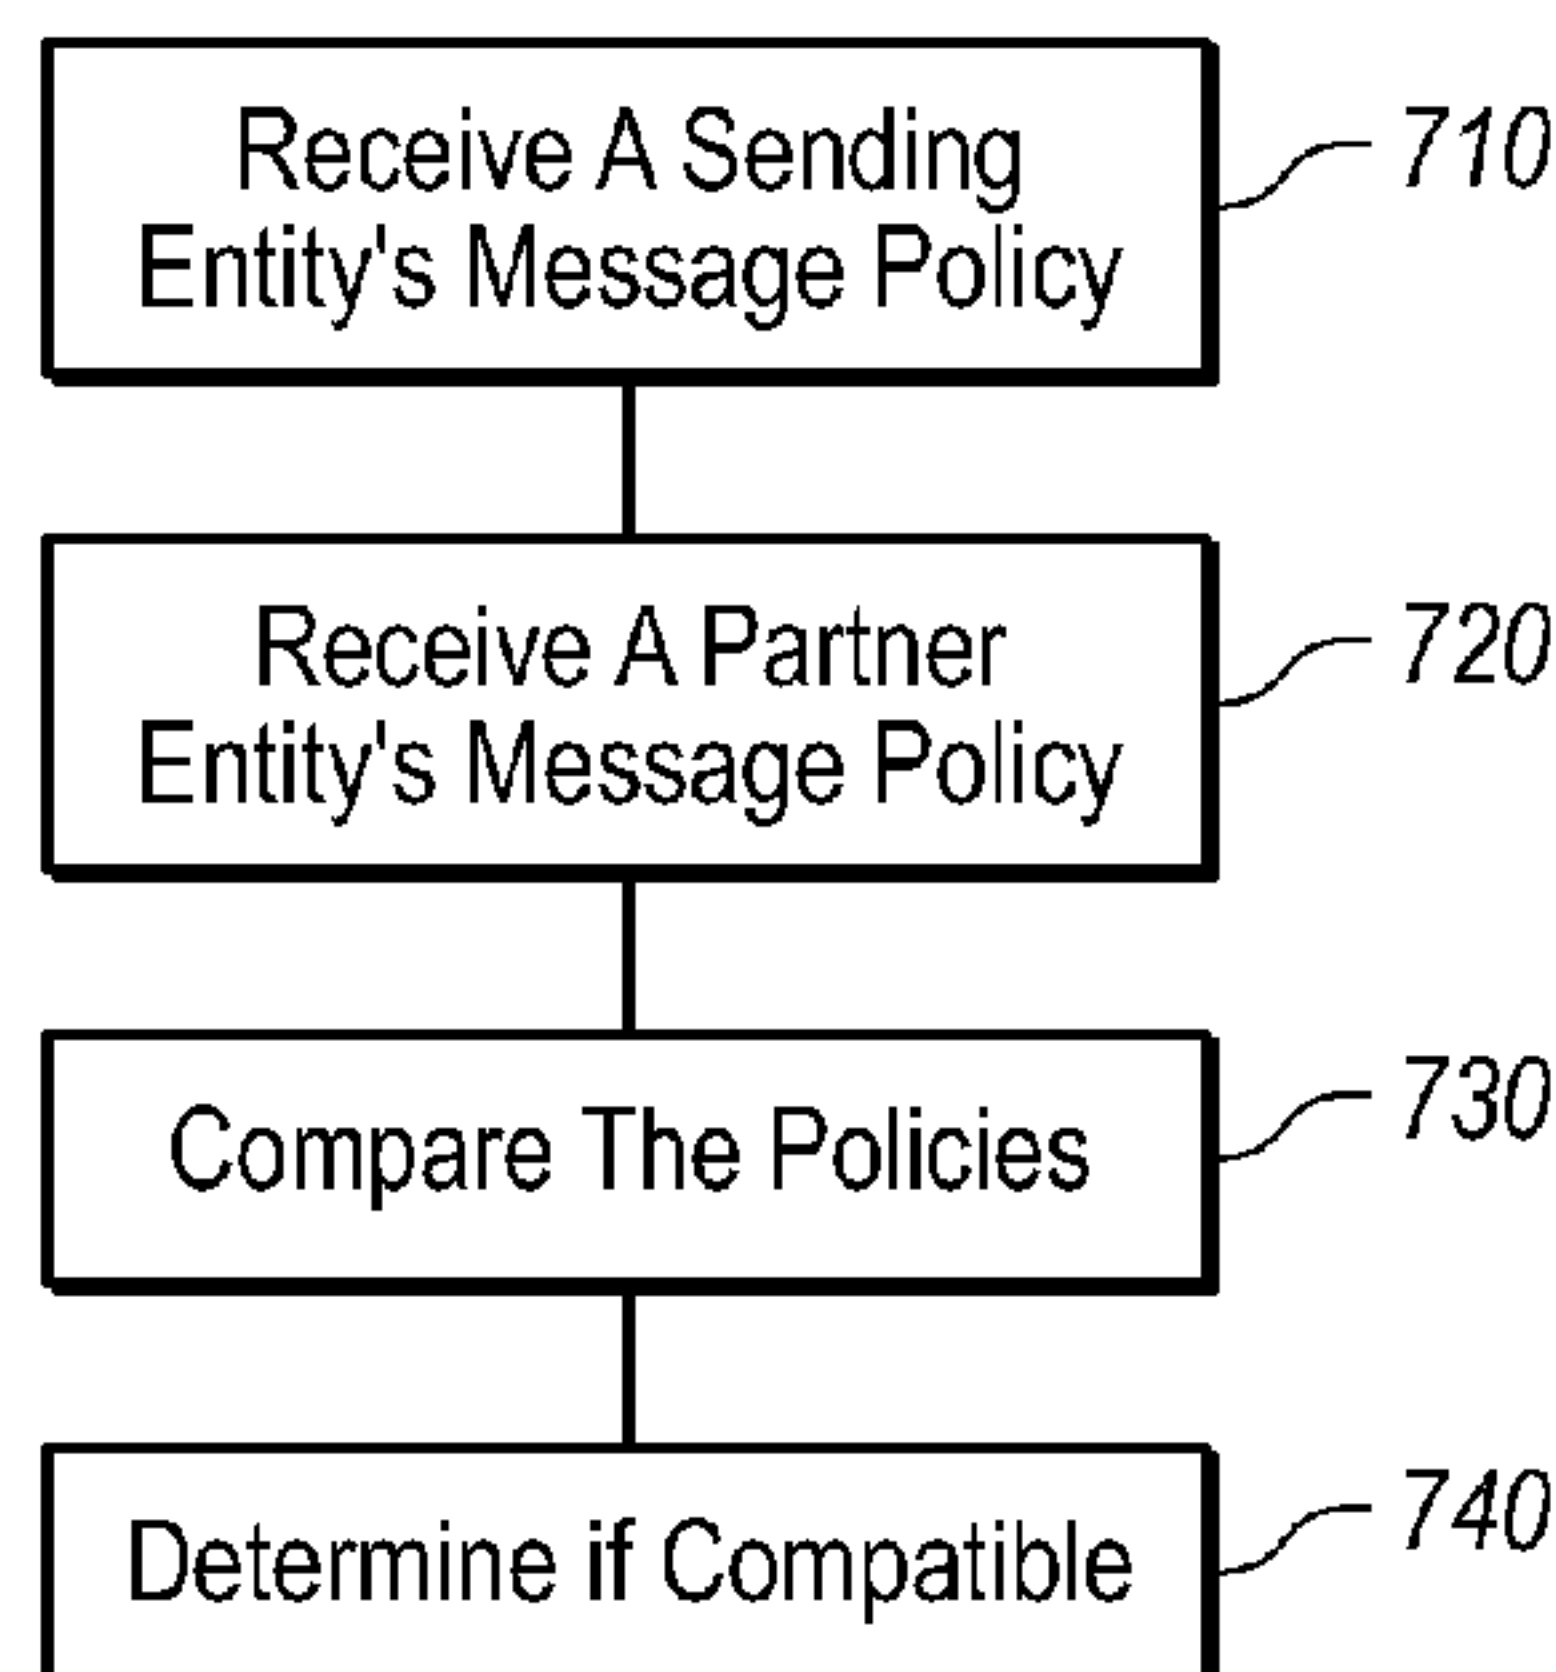 Receive A Sending
Entity's Message Policy
710
Receive A Partner
Entity's Message Policy
720
Compare The Policies
730
Determine if Compatible
740